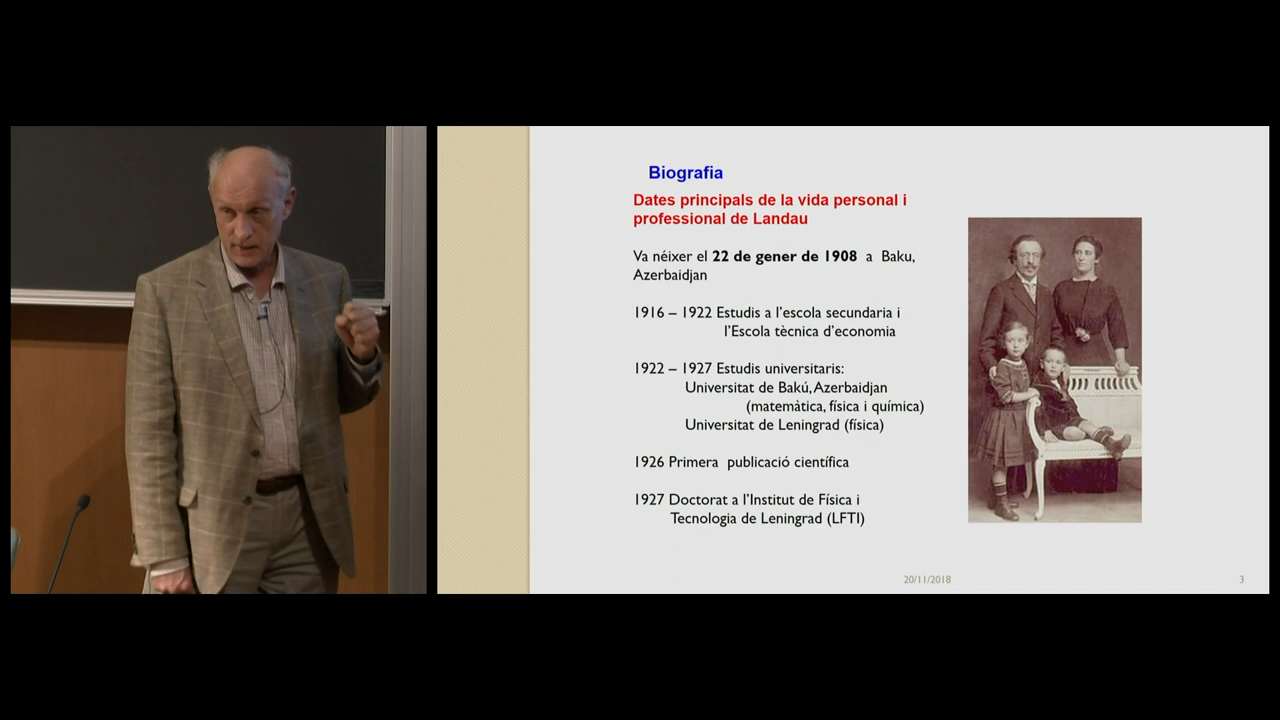 Biografia
Dates principals de la vida personal i
professional de Landau
Va néixer el 22 de gener de 1908 a Baku,
Azerbaidjan
1916 – 1922 Estudis a l'escola secundaria i
l'Escola tècnica d'economia
1922 – 1927 Estudis universitaris:
Universitat de Bakú, Azerbaidjan
(matemàtica, física i química)
Universitat de Leningrad (física)
1926 Primera publicació científica
1927 Doctorat a l'Institut de Física i
Tecnologia de Leningrad (LFTI)
20/11/2018
3